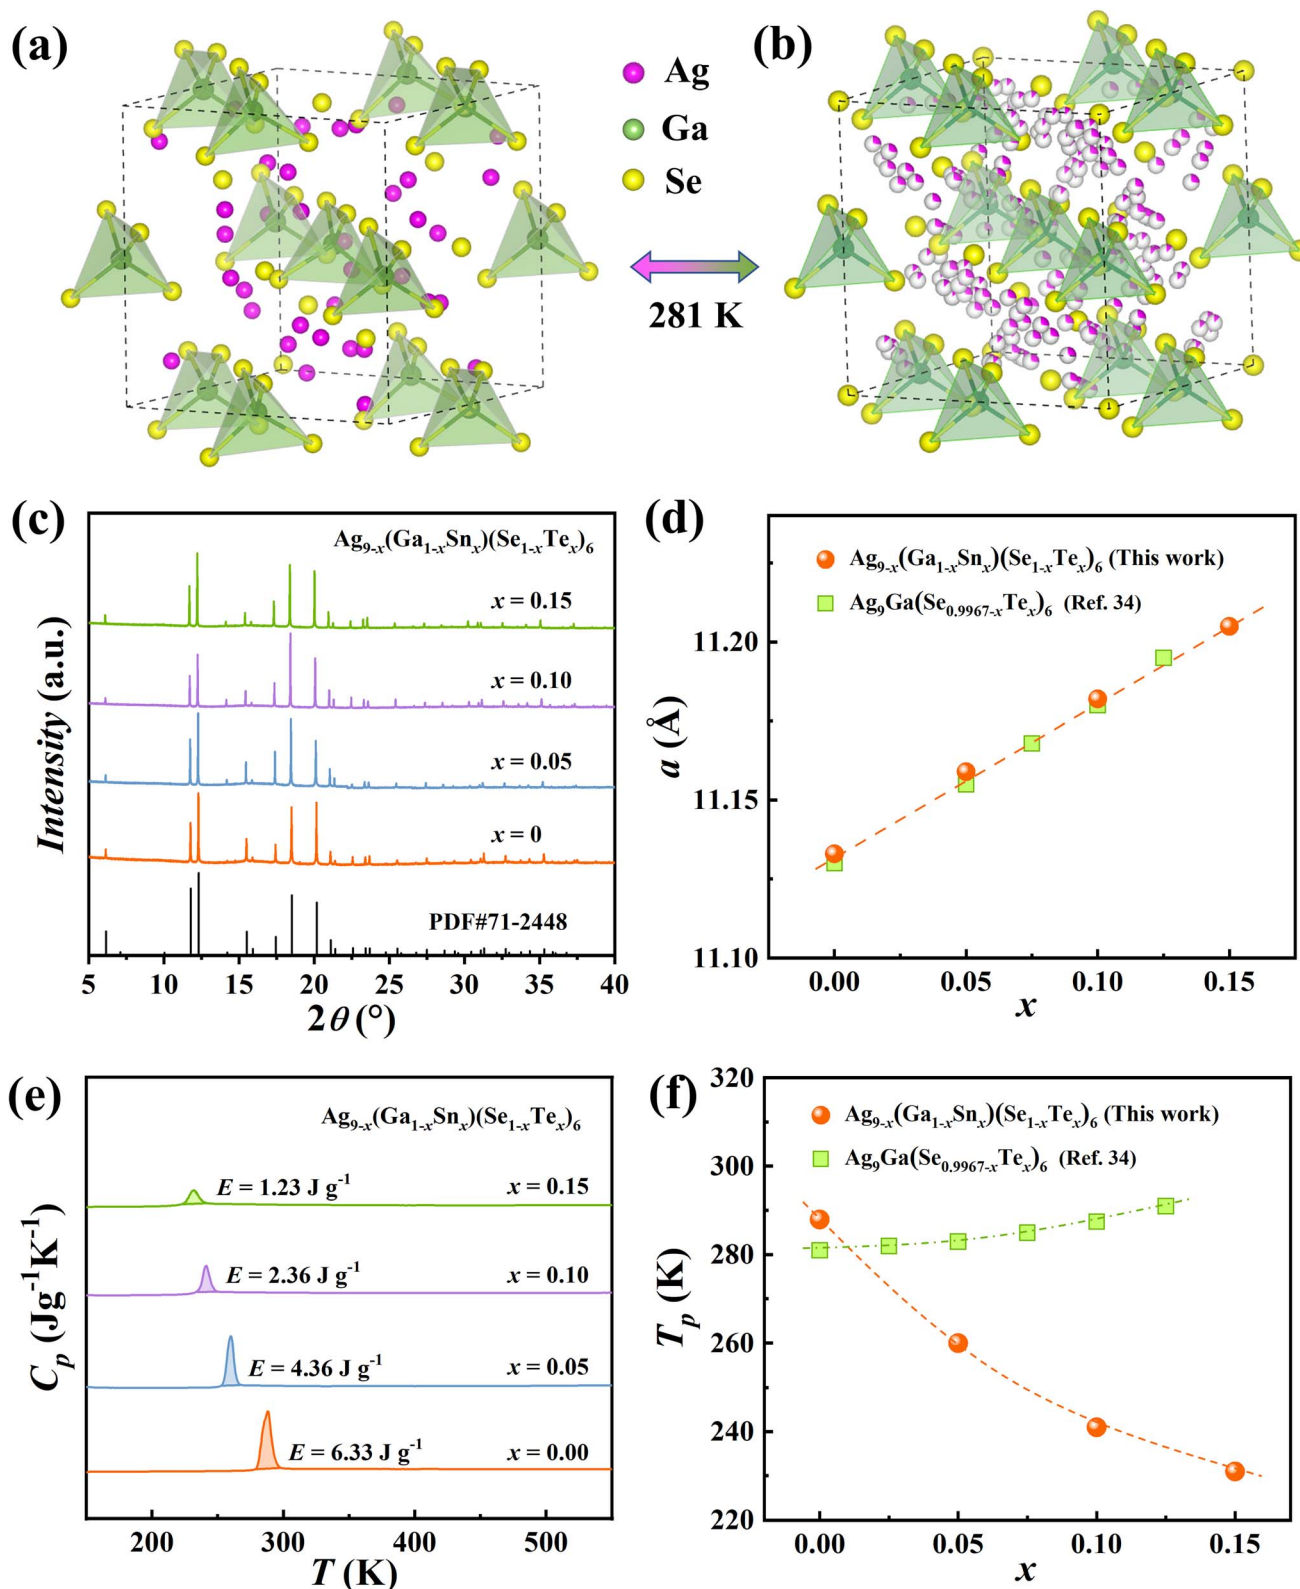 (a)
Ag
Ga
Se
(b)
281 K
(c)
Ag₉₋ₓ(Ga₁₋ₓSnₓ)(Se₁₋ₓTeₓ)₆
x = 0.15
x = 0.10
x = 0.05
x = 0
PDF#71-2448
Intensity (a.u.)
5 10 15 20 25 30 35 40
2θ (°)
(d)
Ag₉₋ₓ(Ga₁₋ₓSnₓ)(Se₁₋ₓTeₓ)₆ (This work)
Ag₉Ga(Se₀.₉₉₆₇₋ₓTeₓ)₆ (Ref. 34)
11.20
11.15
11.10
a (Å)
0.00 0.05 0.10 0.15
x
(e)
Ag₉₋ₓ(Ga₁₋ₓSnₓ)(Se₁₋ₓTeₓ)₆
E = 1.23 J g⁻¹ x = 0.15
E = 2.36 J g⁻¹ x = 0.10
E = 4.36 J g⁻¹ x = 0.05
E = 6.33 J g⁻¹ x = 0.00
Cₚ (Jg⁻¹K⁻¹)
200 300 400 500
T (K)
(f)
Ag₉₋ₓ(Ga₁₋ₓSnₓ)(Se₁₋ₓTeₓ)₆ (This work)
Ag₉Ga(Se₀.₉₉₆₇₋ₓTeₓ)₆ (Ref. 34)
320
300
280
260
240
220
Tₚ (K)
0.00 0.05 0.10 0.15
x